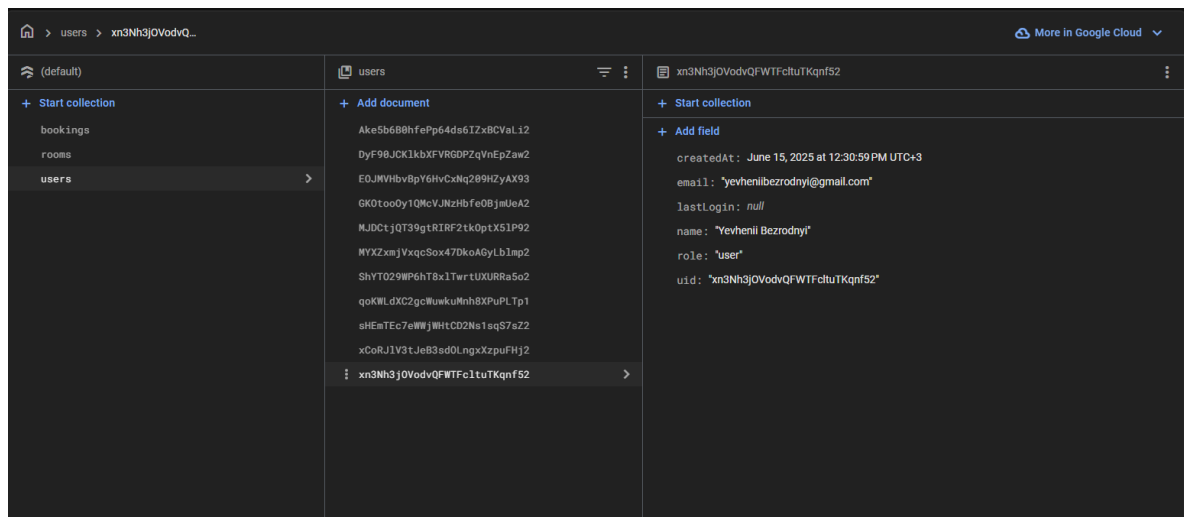 users > xn3Nh3jOVodvQ...
More in Google Cloud
(default)
+ Start collection
bookings
rooms
users
users
+ Add document
Ake5b6B0hfePp64ds6IZxBCVaLi2
DyF90JCKlkbXFVRGDPZqVnEpZaw2
EOJMVHbvBpY6HvCxNq209HZyAX93
GKOtooOy1QMcVJNzHbfeOBjmUeA2
MJDCtjQT39gtRIRF2tkOptX5lP92
MYXZxmjVxqcSox47DkoAGyLblmp2
ShYTO29WP6hT8xlTwrtUXURRa5o2
qoKWLdXC2gcWuwkuMnh8XPuPLTp1
sHEmTEc7eWWjWHtCD2Ns1sqS7sZ2
xCoRJlV3tJeB3sdOLngxXzpuFHj2
xn3Nh3jOVodvQFWTFcltuTKqnf52
xn3Nh3jOVodvQFWTFcltuTKqnf52
+ Start collection
+ Add field
createdAt: June 15, 2025 at 12:30:59 PM UTC+3
email: "yevheniibezrodnyi@gmail.com"
lastLogin: null
name: "Yevhenii Bezrodnyi"
role: "user"
uid: "xn3Nh3jOVodvQFWTFcltuTKqnf52"